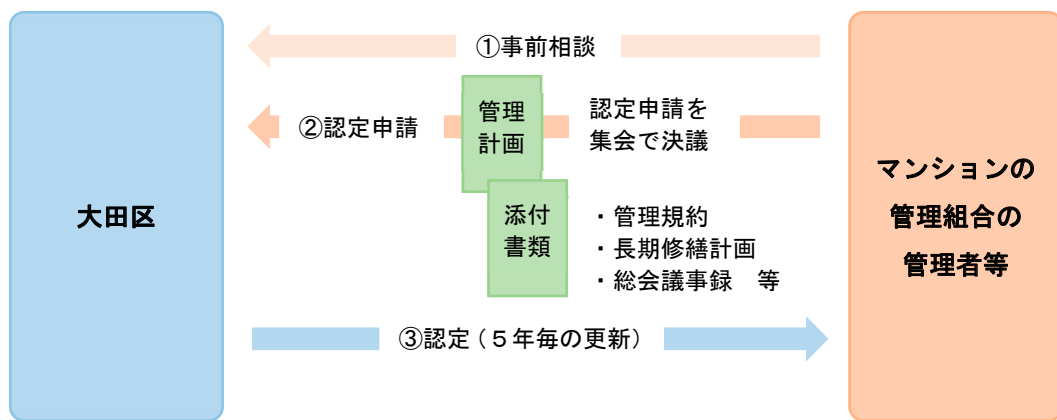 ①事前相談
②認定申請
管理
計画
認定申請を
集会で決議
大田区
添付
書類
・管理規約
・長期修繕計画
・総会議事録　等
マンションの
管理組合の
管理者等
③認定（５年毎の更新）